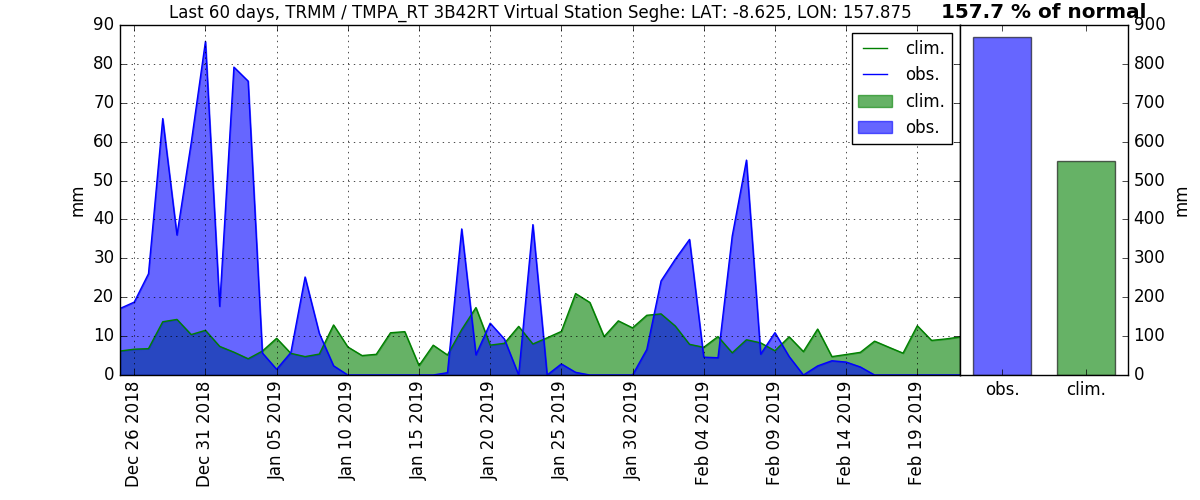 Last 60 days, TRMM / TMPA_RT 3B42RT Virtual Station Seghe: LAT: -8.625, LON: 157.875
157.7 % of normal
90
80
70
60
50
40
30
20
10
0
mm
clim.
obs.
clim.
obs.
900
800
700
600
500
400
300
200
100
0
mm
Dec 26 2018
Dec 31 2018
Jan 05 2019
Jan 10 2019
Jan 15 2019
Jan 20 2019
Jan 25 2019
Jan 30 2019
Feb 04 2019
Feb 09 2019
Feb 14 2019
Feb 19 2019
obs.
clim.